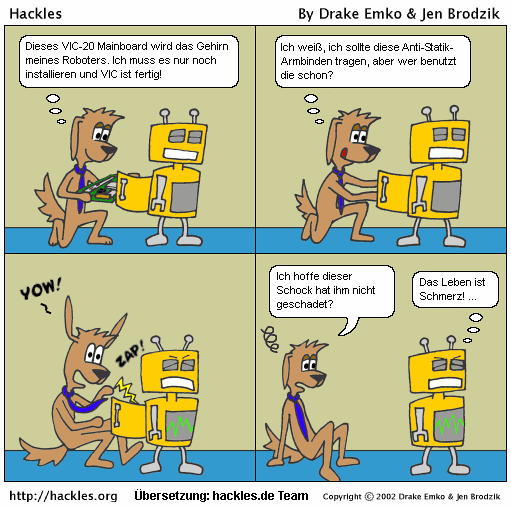 Hackles By Drake Emko & Jen Brodzik
Dieses VIC-20 Mainboard wird das Gehirn
meines Roboters. Ich muss es nur noch
installieren und VIC ist fertig!
Ich weiß, ich sollte diese Anti-Statik-
Armbinden tragen, aber wer benutzt
die schon?
YOW!
ZAP!
Ich hoffe dieser
Schock hat ihm nicht
geschadet?
Das Leben ist
Schmerz! ...
http://hackles.org Übersetzung: hackles.de Team Copyright © 2002 Drake Emko & Jen Brodzik